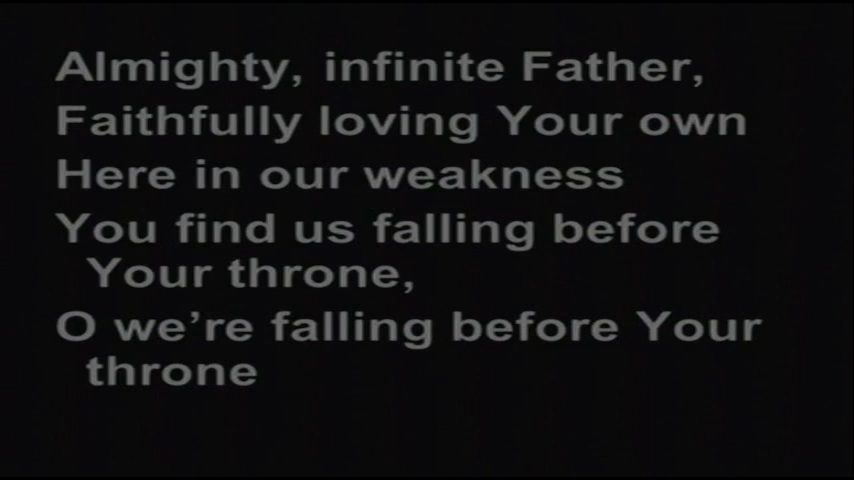 Almighty, infinite Father,
Faithfully loving Your own
Here in our weakness
You find us falling before
Your throne,
O we’re falling before Your
throne